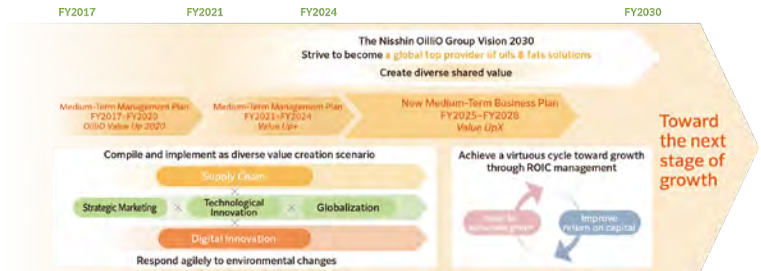 FY2017
FY2021
FY2024
FY2030
The Nisshin OilliO Group Vision 2030
Strive to become a global top provider of oils & fats solutions
Create diverse shared value
Medium-Term Management Plan
FY2017–FY2020
OilliO Value Up 2020
Medium-Term Management Plan
FY2021–FY2024
Value Up+
New Medium-Term Business Plan
FY2025–FY2028
Value UpX
Toward
the next
stage of
growth
Compile and implement as diverse value creation scenario
Supply Chain
×
Strategic Marketing × Technological Innovation × Globalization
×
Digital Innovation
Respond agilely to environmental changes
Achieve a virtuous cycle toward growth
through ROIC management
Improve
return on capital